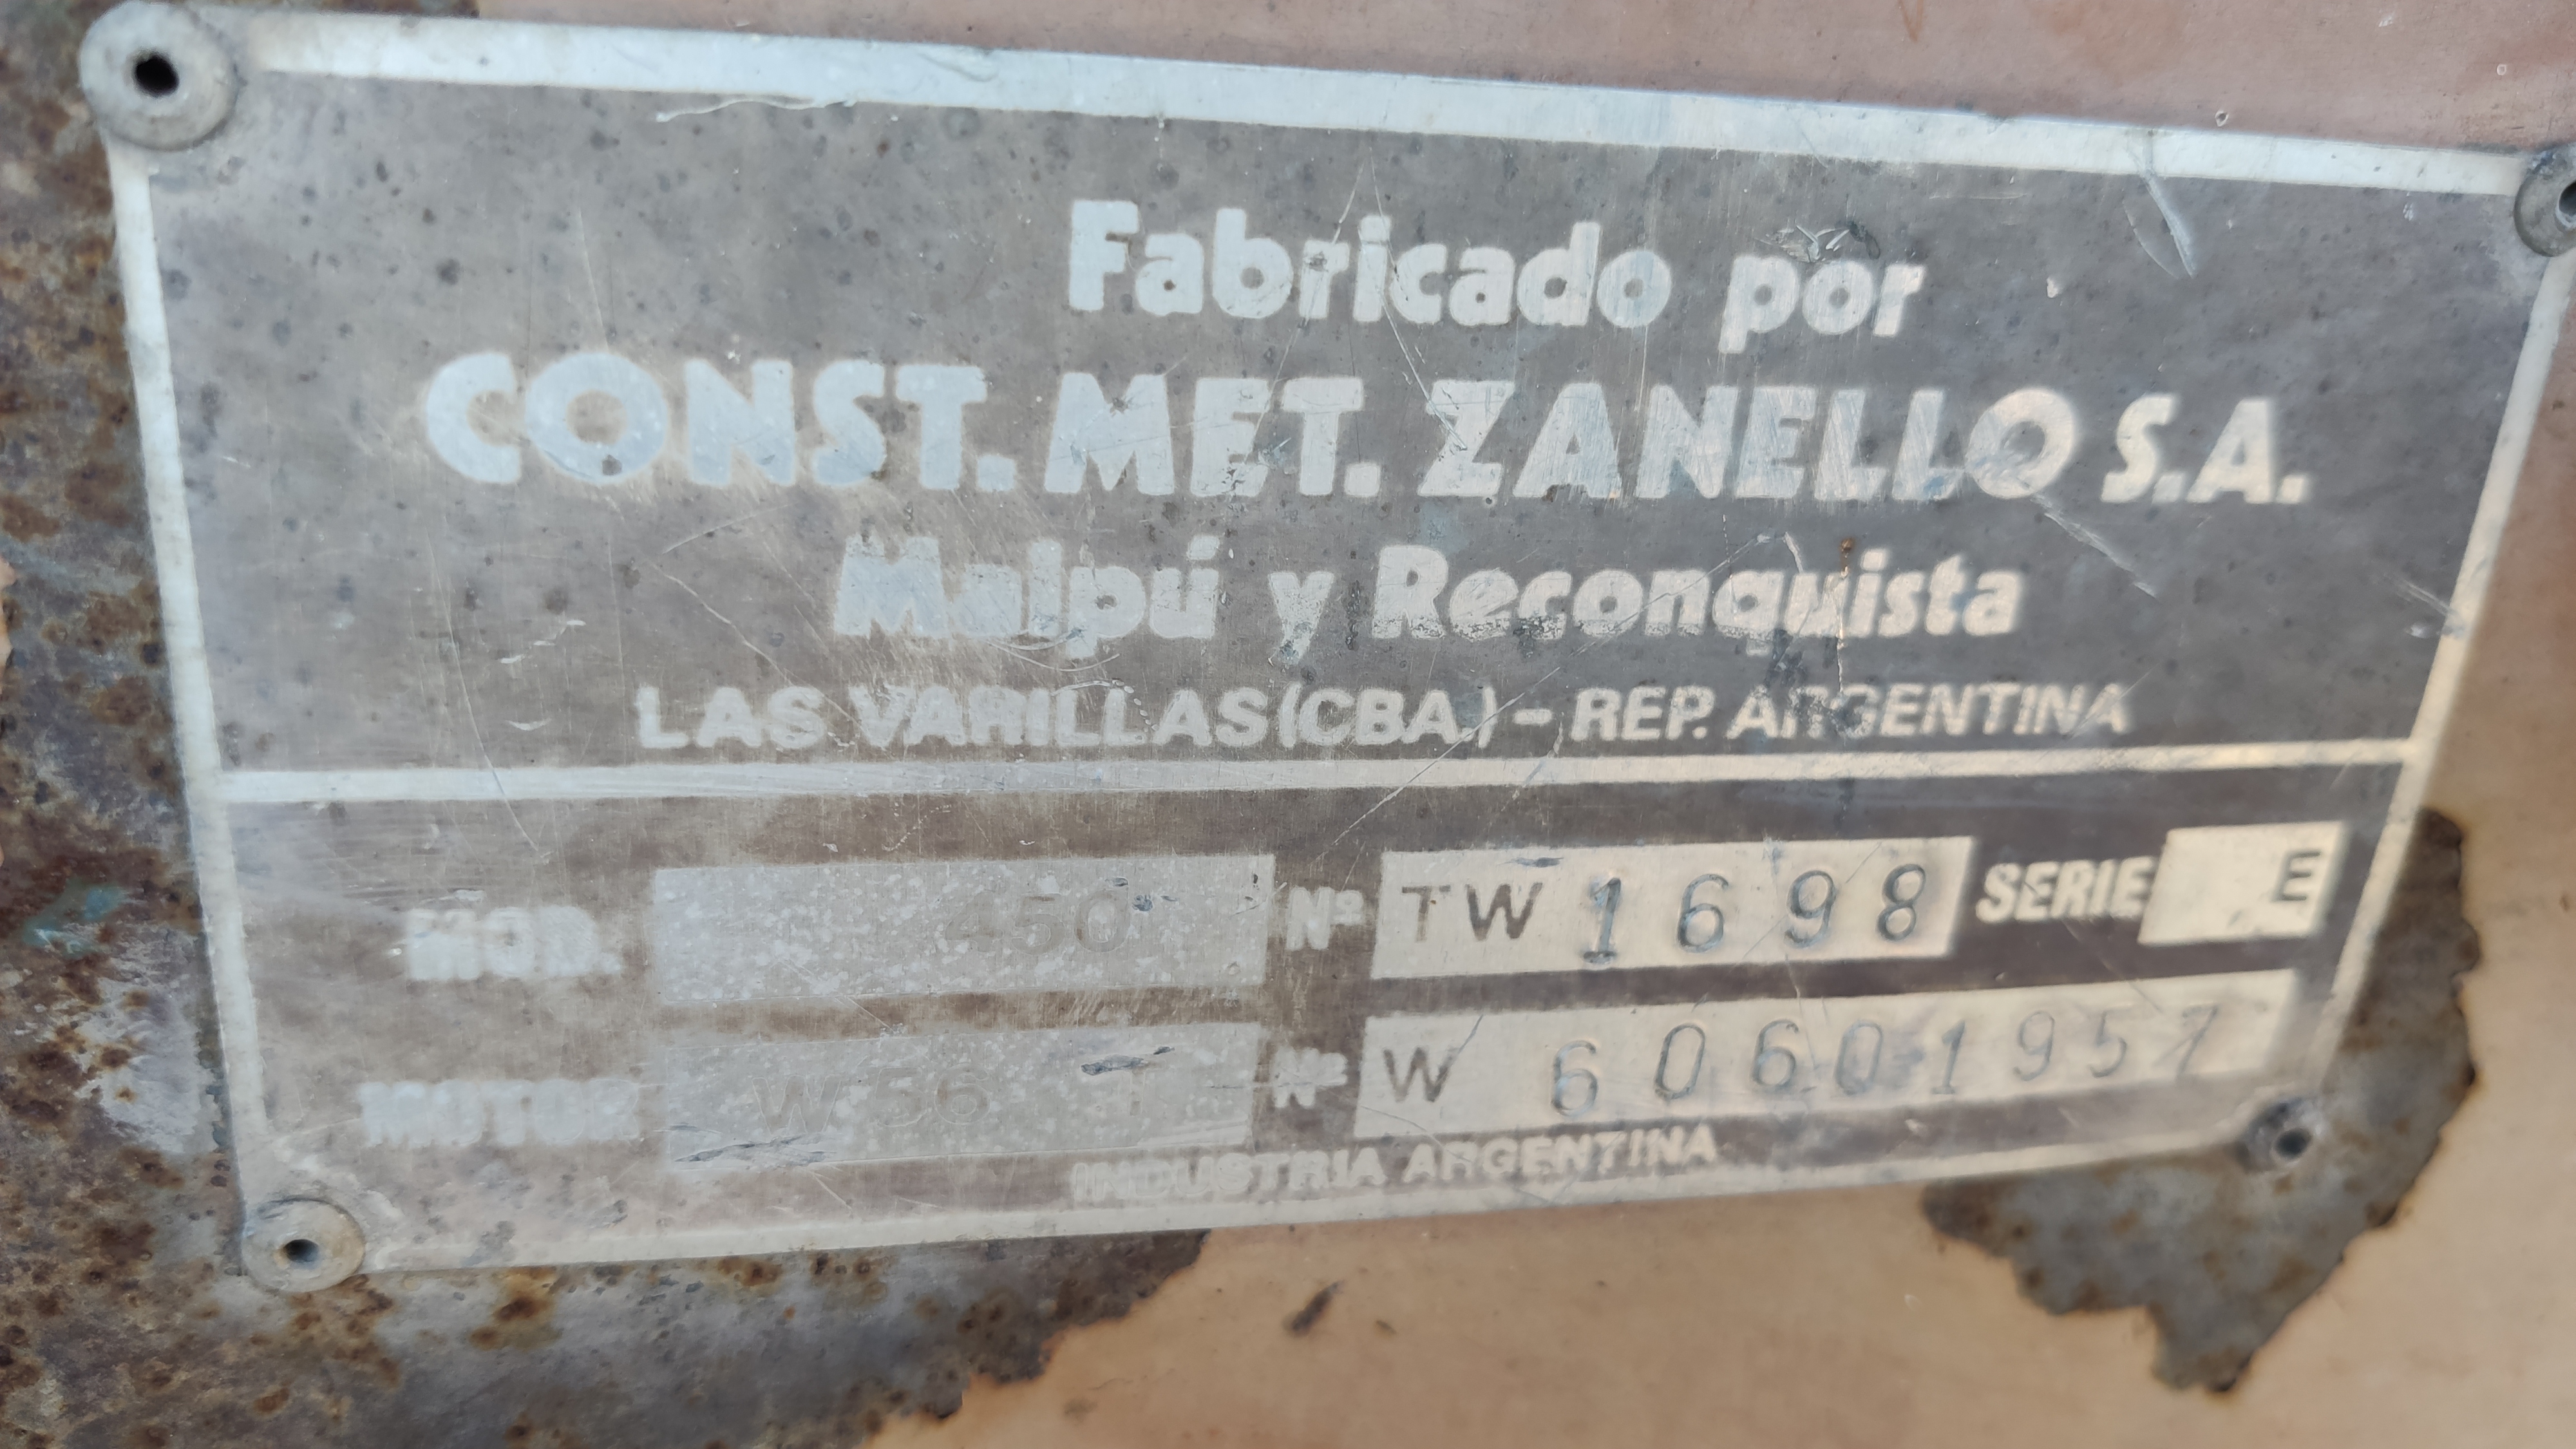 Fabricado por
CONST. MET. ZANELLO S.A.
Maipú y Reconquista
LAS VARILLAS (CBA.) - REP. ARGENTINA
MOD. 450 Nº TW 1698 SERIE E
MOTOR W 56 Nº W 60601957
INDUSTRIA ARGENTINA